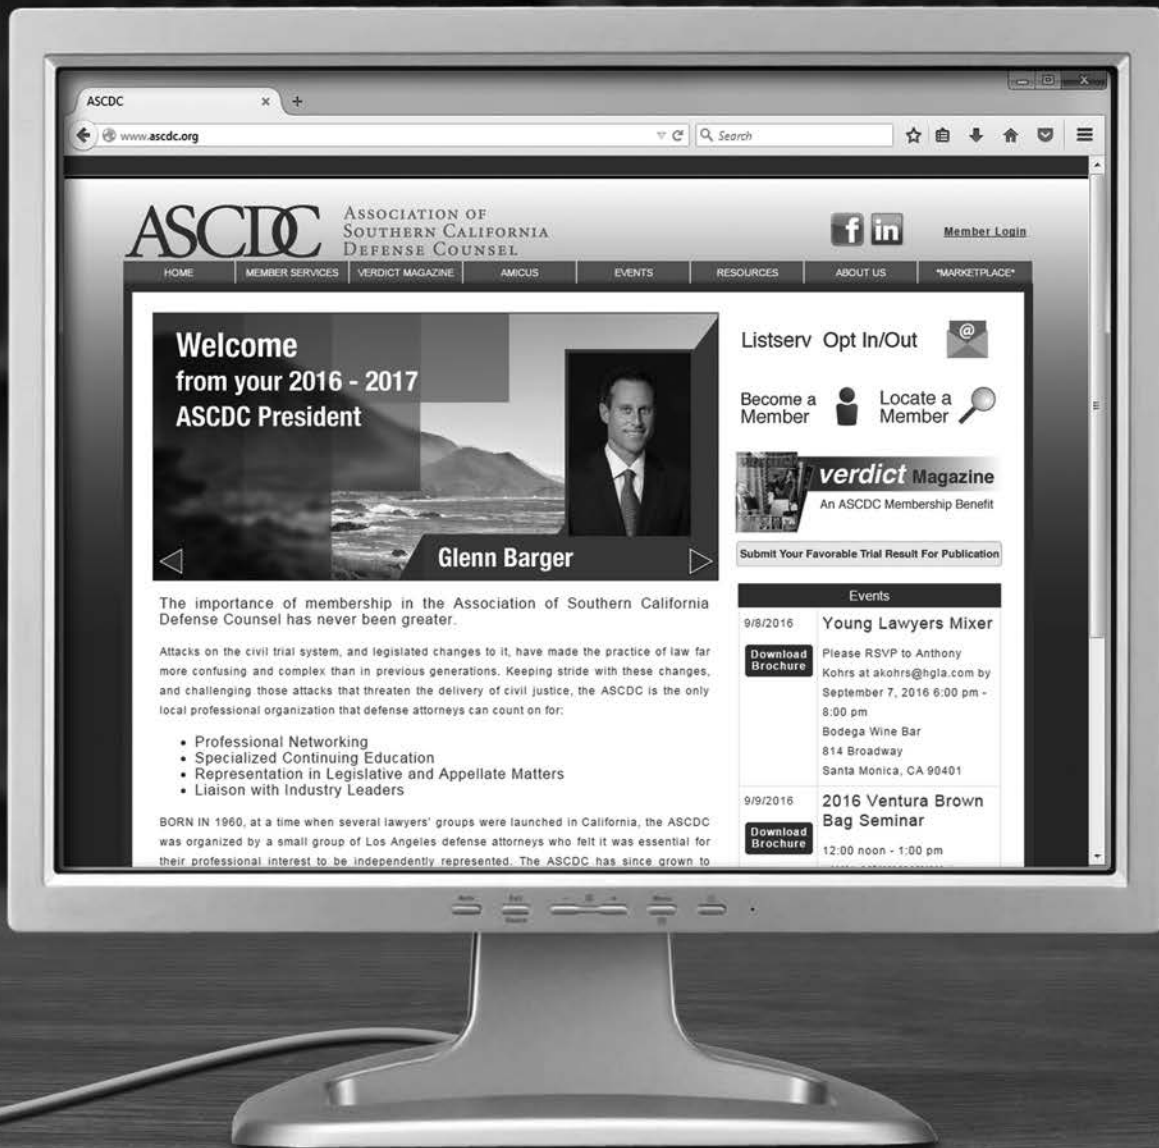 ASCDC
www.ascdc.org
Search
ASCDC
ASSOCIATION OF
SOUTHERN CALIFORNIA
DEFENSE COUNSEL
f in
Member Login
HOME MEMBER SERVICES VERDICT MAGAZINE AMICUS EVENTS RESOURCES ABOUT US *MARKETPLACE*
Welcome
from your 2016 - 2017
ASCDC President
Glenn Barger
The importance of membership in the Association of Southern California
Defense Counsel has never been greater.
Attacks on the civil trial system, and legislated changes to it, have made the practice of law far
more confusing and complex than in previous generations. Keeping stride with these changes,
and challenging those attacks that threaten the delivery of civil justice, the ASCDC is the only
local professional organization that defense attorneys can count on for:
• Professional Networking
• Specialized Continuing Education
• Representation in Legislative and Appellate Matters
• Liaison with Industry Leaders
BORN IN 1960, at a time when several lawyers' groups were launched in California, the ASCDC
was organized by a small group of Los Angeles defense attorneys who felt it was essential for
their professional interest to be independently represented. The ASCDC has since grown to
Listserv Opt In/Out
@
Become a
Member
Locate a
Member
verdict Magazine
An ASCDC Membership Benefit
Submit Your Favorable Trial Result For Publication
Events
9/8/2016
Download
Brochure
Young Lawyers Mixer
Please RSVP to Anthony
Kohrs at akohrs@hgla.com by
September 7, 2016 6:00 pm -
8:00 pm
Bodega Wine Bar
814 Broadway
Santa Monica, CA 90401
9/9/2016
Download
Brochure
2016 Ventura Brown
Bag Seminar
12:00 noon - 1:00 pm